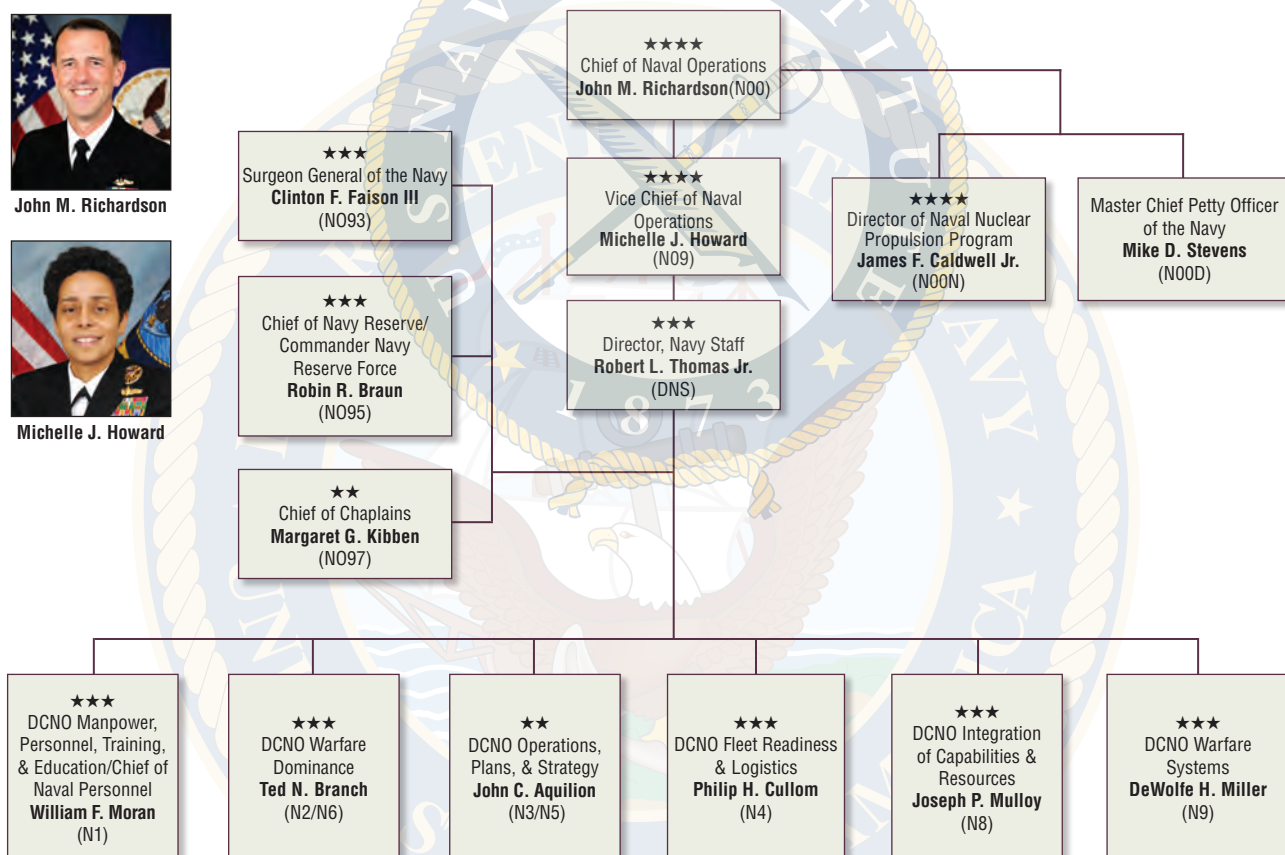 ★★★★
Chief of Naval Operations
John M. Richardson(N00)
John M. Richardson
Michelle J. Howard
★★★
Surgeon General of the Navy
Clinton F. Faison III
(NO93)
★★★★
Vice Chief of Naval
Operations
Michelle J. Howard
(N09)
★★★★
Director of Naval Nuclear
Propulsion Program
James F. Caldwell Jr.
(N00N)
Master Chief Petty Officer
of the Navy
Mike D. Stevens
(N00D)
★★★
Chief of Navy Reserve/
Commander Navy
Reserve Force
Robin R. Braun
(NO95)
★★★
Director, Navy Staff
Robert L. Thomas Jr.
(DNS)
★★
Chief of Chaplains
Margaret G. Kibben
(NO97)
★★★
DCNO Manpower,
Personnel, Training,
& Education/Chief of
Naval Personnel
William F. Moran
(N1)
★★★
DCNO Warfare
Dominance
Ted N. Branch
(N2/N6)
★★
DCNO Operations,
Plans, & Strategy
John C. Aquilion
(N3/N5)
★★★
DCNO Fleet Readiness
& Logistics
Philip H. Cullom
(N4)
★★★
DCNO Integration
of Capabilities &
Resources
Joseph P. Mulloy
(N8)
★★★
DCNO Warfare
Systems
DeWolfe H. Miller
(N9)
1873